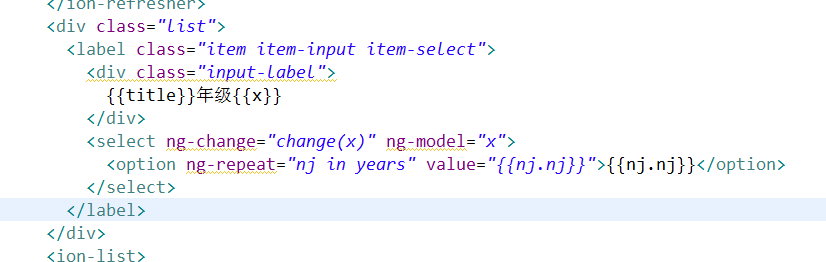 </ion-refresher>
<div class="list">
<label class="item item-input item-select">
<div class="input-label">
{{title}}年级{{x}}
</div>
<select ng-change="change(x)" ng-model="x">
<option ng-repeat="nj in years" value="{{nj.nj}}">{{nj.nj}}</option>
</select>
</label>
</div>
<ion-list>